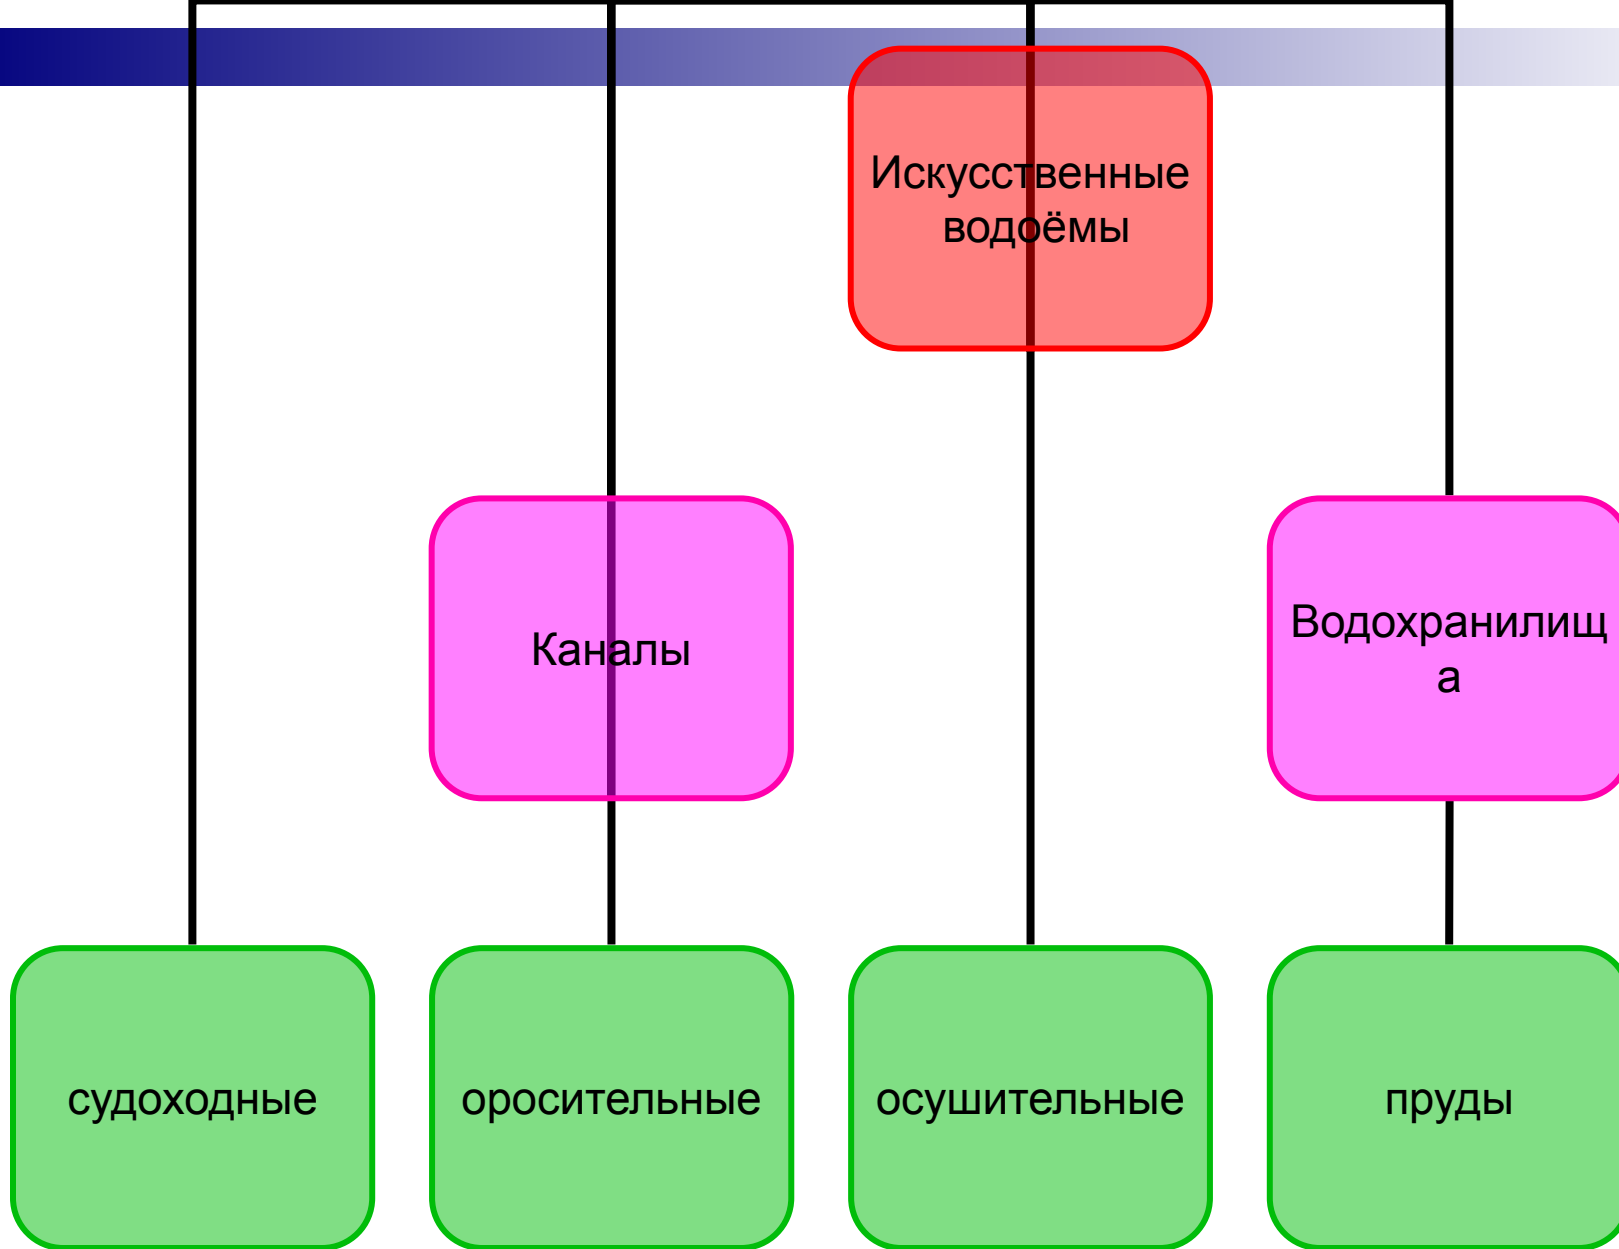 Искусственные
водоёмы
Каналы
Водохранилищ
а
судоходные
оросительные
осушительные
пруды